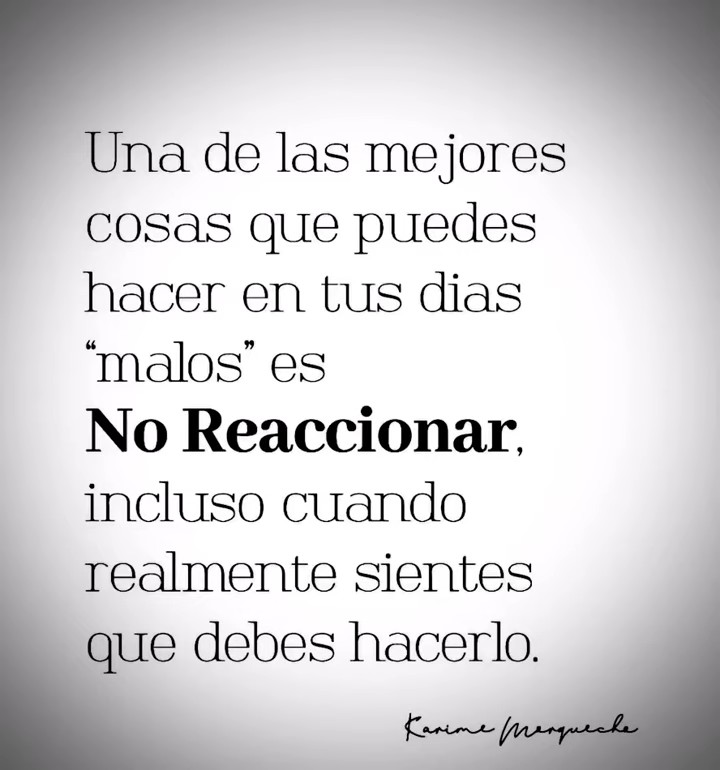 Una de las mejores
cosas que puedes
hacer en tus dias
“malos” es
No Reaccionar,
incluso cuando
realmente sientes
que debes hacerlo.
Karime Merqueche